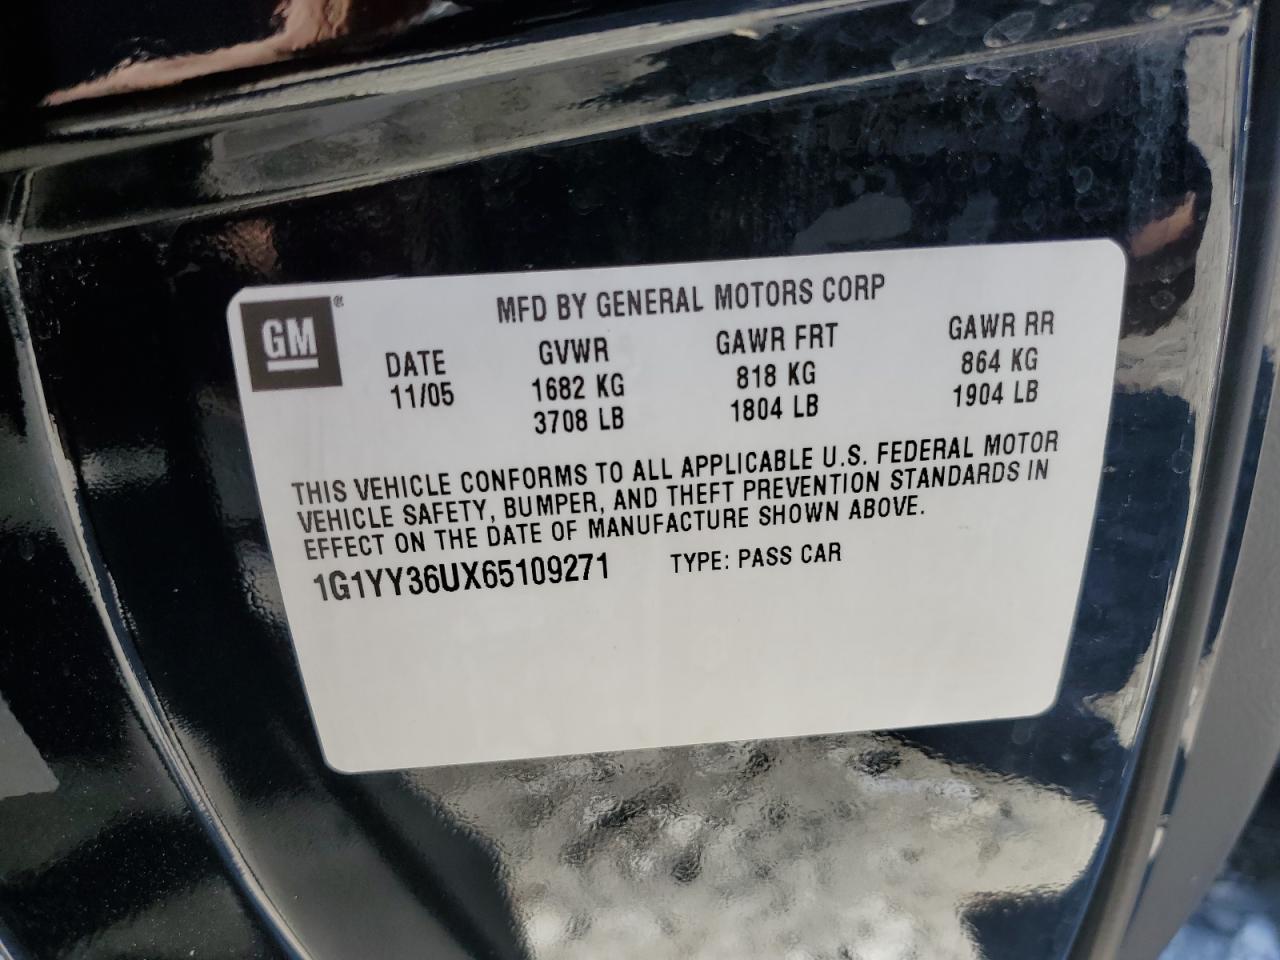 GM®
MFD BY GENERAL MOTORS CORP
DATE GVWR GAWR FRT GAWR RR
11/05 1682 KG 818 KG 864 KG
3708 LB 1804 LB 1904 LB
THIS VEHICLE CONFORMS TO ALL APPLICABLE U.S. FEDERAL MOTOR
VEHICLE SAFETY, BUMPER, AND THEFT PREVENTION STANDARDS IN
EFFECT ON THE DATE OF MANUFACTURE SHOWN ABOVE.
1G1YY36UX65109271 TYPE: PASS CAR